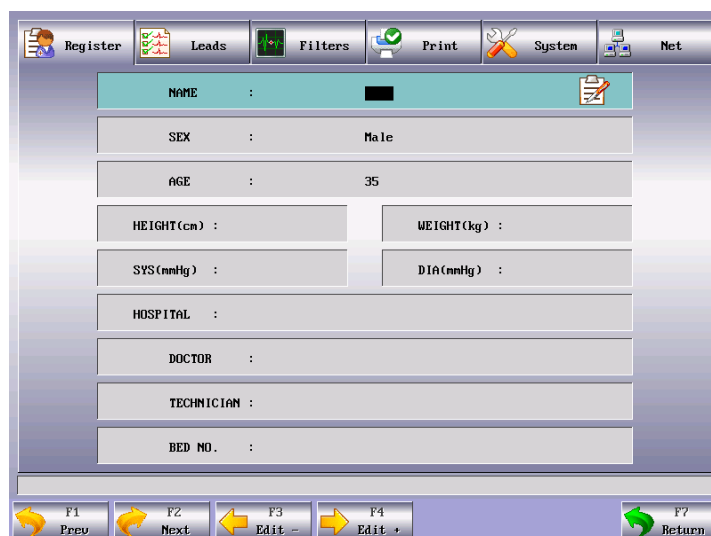 Register Leads Filters Print System Net
NAME :
SEX : Male
AGE : 35
HEIGHT(cm) : WEIGHT(kg) :
SYS(mmHg) : DIA(mmHg) :
HOSPITAL :
DOCTOR :
TECHNICIAN :
BED NO. :
F1 F2 F3 F4 F7
Prev Next Edit - Edit + Return